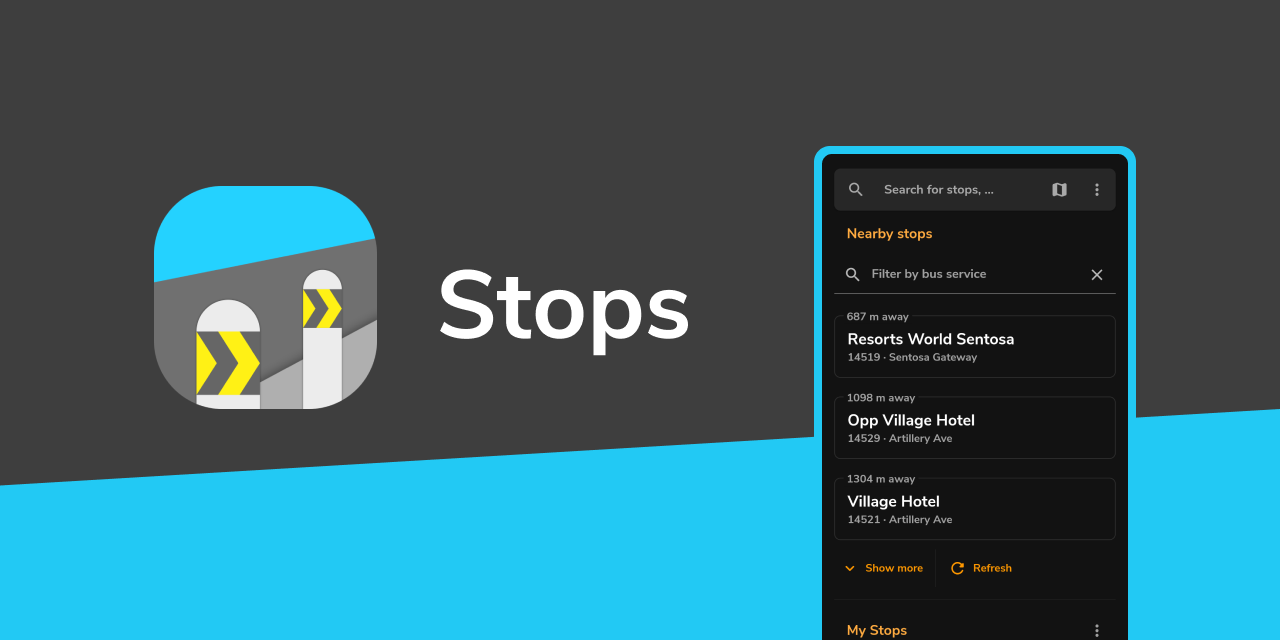 Stops
Search for stops, ...
Nearby stops
Filter by bus service
687 m away
Resorts World Sentosa
14519 · Sentosa Gateway
1098 m away
Opp Village Hotel
14529 · Artillery Ave
1304 m away
Village Hotel
14521 · Artillery Ave
Show more
Refresh
My Stops